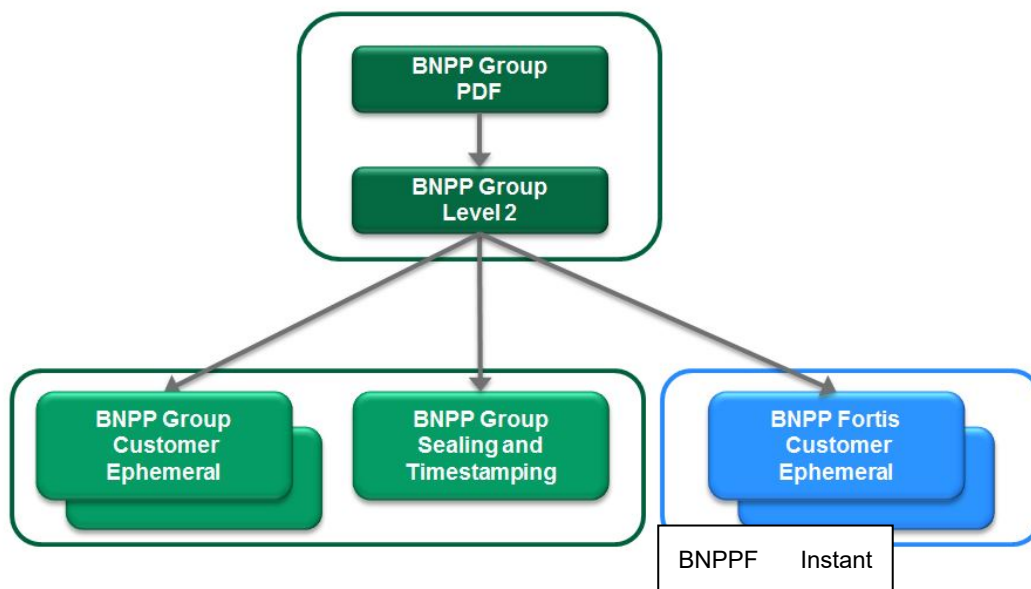 BNPP Group
PDF
BNPP Group
Level 2
BNPP Group
Customer
Ephemeral
BNPP Group
Sealing and
Timestamping
BNPP Fortis
Customer
Ephemeral
BNPPF Instant